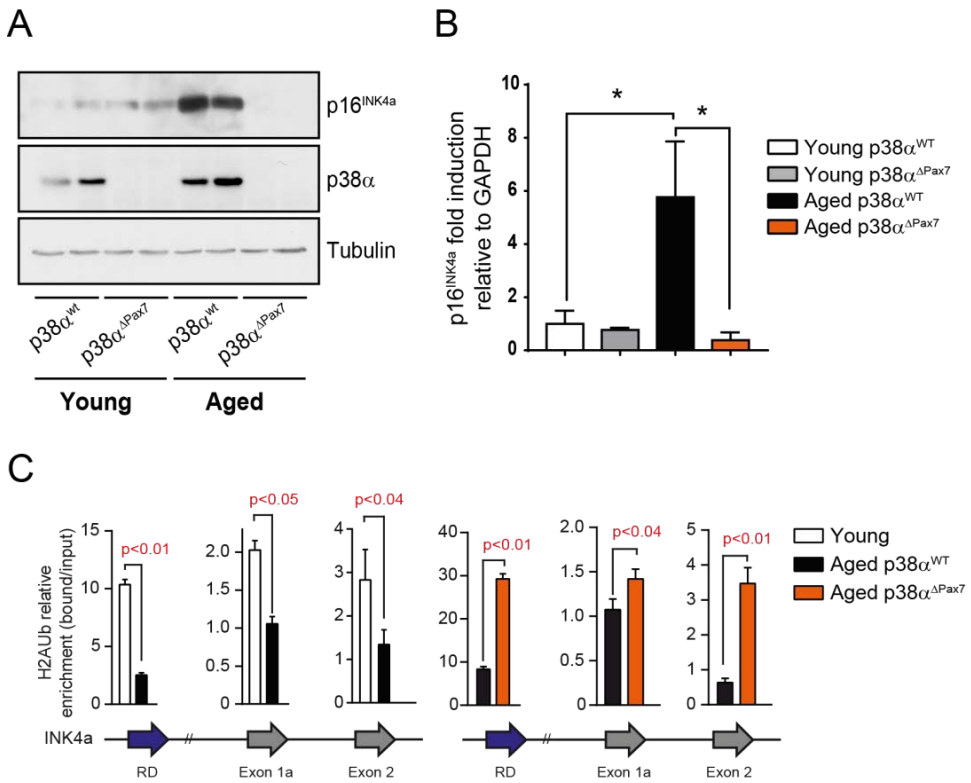 A
p16INK4a
p38α
Tubulin
p38αwt
p38αΔPax7
p38αwt
p38αΔPax7
Young
Aged
B
p16INK4a fold induction
relative to GAPDH
10
8
6
4
2
0
*
*
Young p38αWT
Young p38αΔPax7
Aged p38αWT
Aged p38αΔPax7
C
H2AUb relative
enrichment (bound/input)
15
10
5
0
p<0.01
2.0
1.5
1.0
0.0
p<0.05
4
3
2
1
0
p<0.04
40
30
20
10
0
p<0.01
2.0
1.5
1.0
0.5
0.0
p<0.04
5
4
3
2
1
0
p<0.01
Young
Aged p38αWT
Aged p38αΔPax7
INK4a
//
//
RD
Exon 1a
Exon 2
RD
Exon 1a
Exon 2